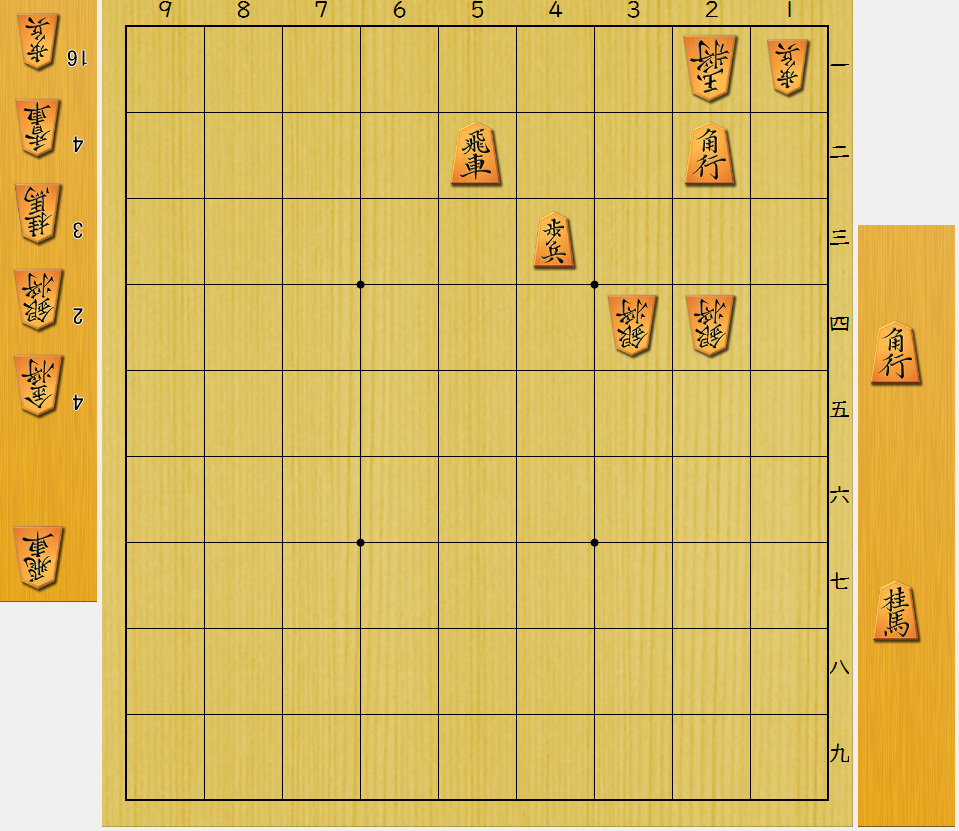 9 8 7 6 5 4 3 2 1
歩兵 16
香車 4
桂馬 3
銀将 2
金将 4
飛車
玉将 歩兵 一
飛車 角行 二
歩兵 三
銀将 銀将 四
五
六
七
八
九
角行
桂馬